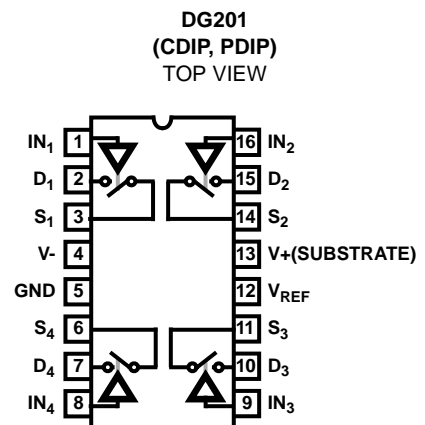 DG201
(CDIP, PDIP)
TOP VIEW
IN1 1 16 IN2
D1 2 15 D2
S1 3 14 S2
V- 4 13 V+(SUBSTRATE)
GND 5 12 VREF
S4 6 11 S3
D4 7 10 D3
IN4 8 9 IN3